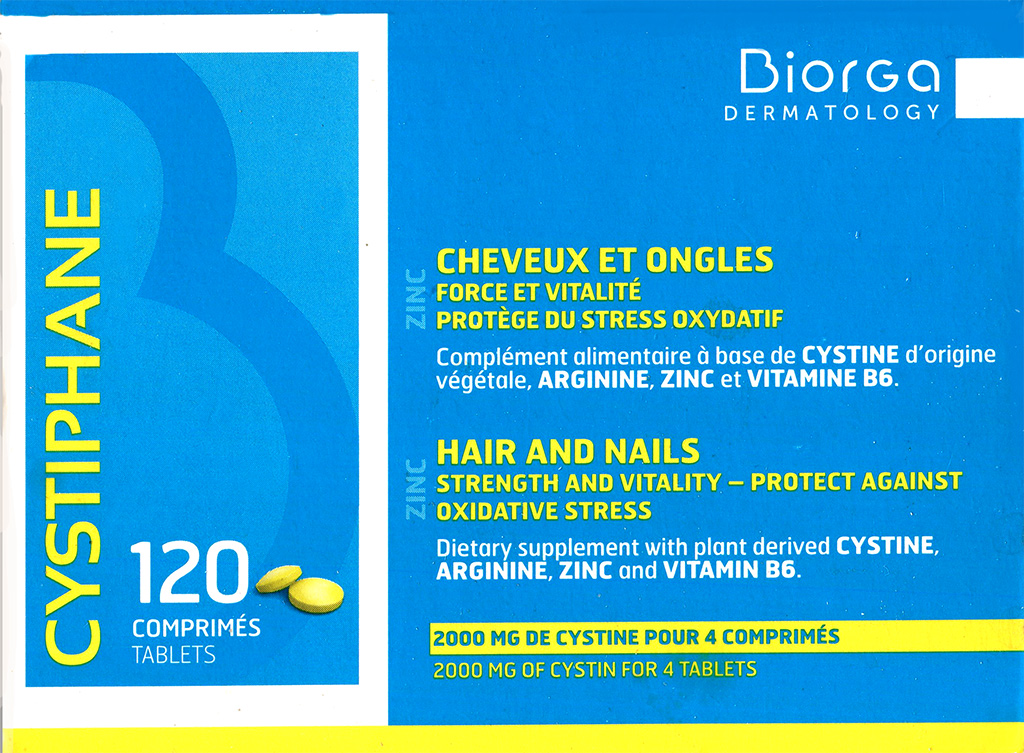 Biorga
DERMATOLOGY
CYSTIPHANE
120
COMPRIMÉS
TABLETS
ZINC
CHEVEUX ET ONGLES
FORCE ET VITALITÉ
PROTÈGE DU STRESS OXYDATIF
Complément alimentaire à base de CYSTINE d'origine
végétale, ARGININE, ZINC et VITAMINE B6.
ZINC
HAIR AND NAILS
STRENGTH AND VITALITY – PROTECT AGAINST
OXIDATIVE STRESS
Dietary supplement with plant derived CYSTINE,
ARGININE, ZINC and VITAMIN B6.
2000 MG DE CYSTINE POUR 4 COMPRIMÉS
2000 MG OF CYSTIN FOR 4 TABLETS